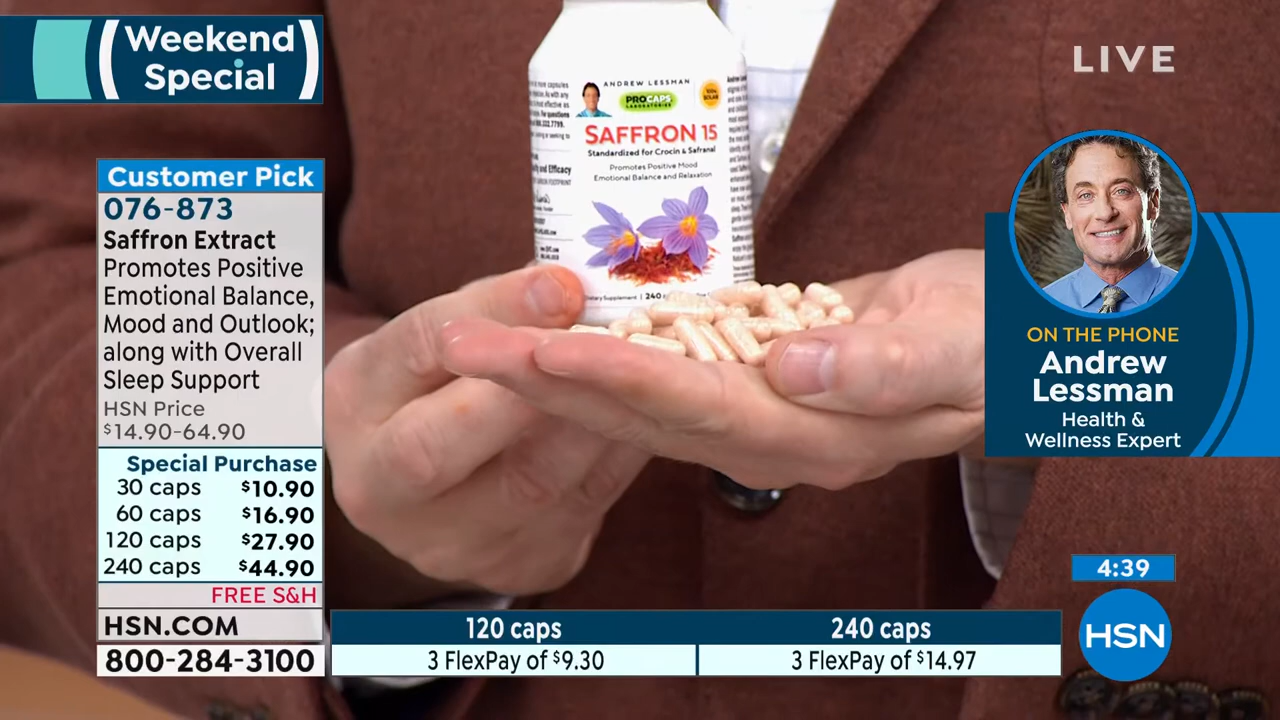 (Weekend
Special)
LIVE
Customer Pick
076-873
Saffron Extract
Promotes Positive
Emotional Balance,
Mood and Outlook;
along with Overall
Sleep Support
HSN Price
$14.90-64.90
Special Purchase
30 caps $10.90
60 caps $16.90
120 caps $27.90
240 caps $44.90
FREE S&H
HSN.COM
800-284-3100
ANDREW LESSMAN
PROCAPS
LABORATORIES
SAFFRON 15
Standardized for Crocin & Safranal
Promotes Positive Mood
Emotional Balance and Relaxation
240
ON THE PHONE
Andrew
Lessman
Health &
Wellness Expert
4:39
HSN
120 caps 240 caps
3 FlexPay of $9.30 3 FlexPay of $14.97